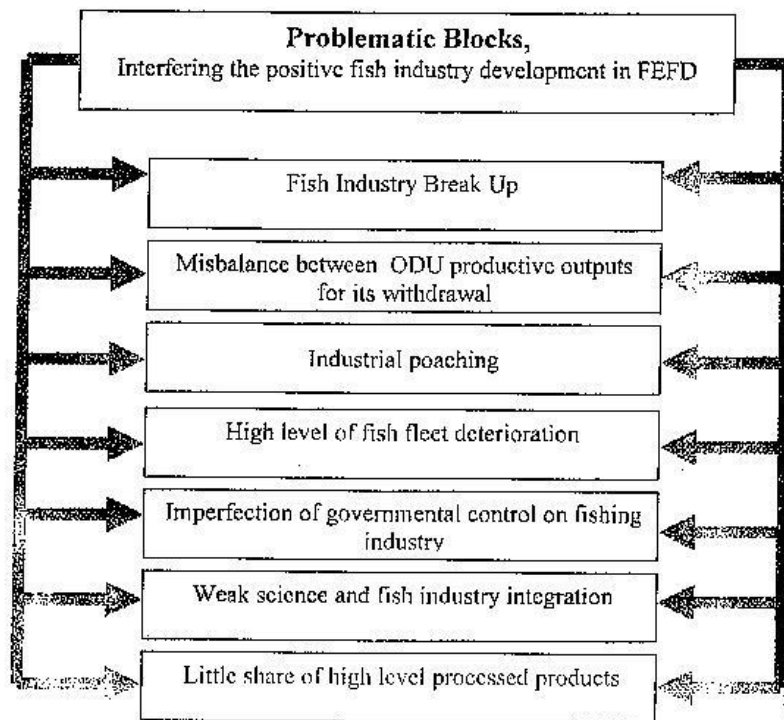 Problematic Blocks,
Interfering the positive fish industry development in FEFD
Fish Industry Break Up
Misbalance between ODU productive outputs
for its withdrawal
Industrial poaching
High level of fish fleet deterioration
Imperfection of governmental control on fishing
industry
Weak science and fish industry integration
Little share of high level processed products